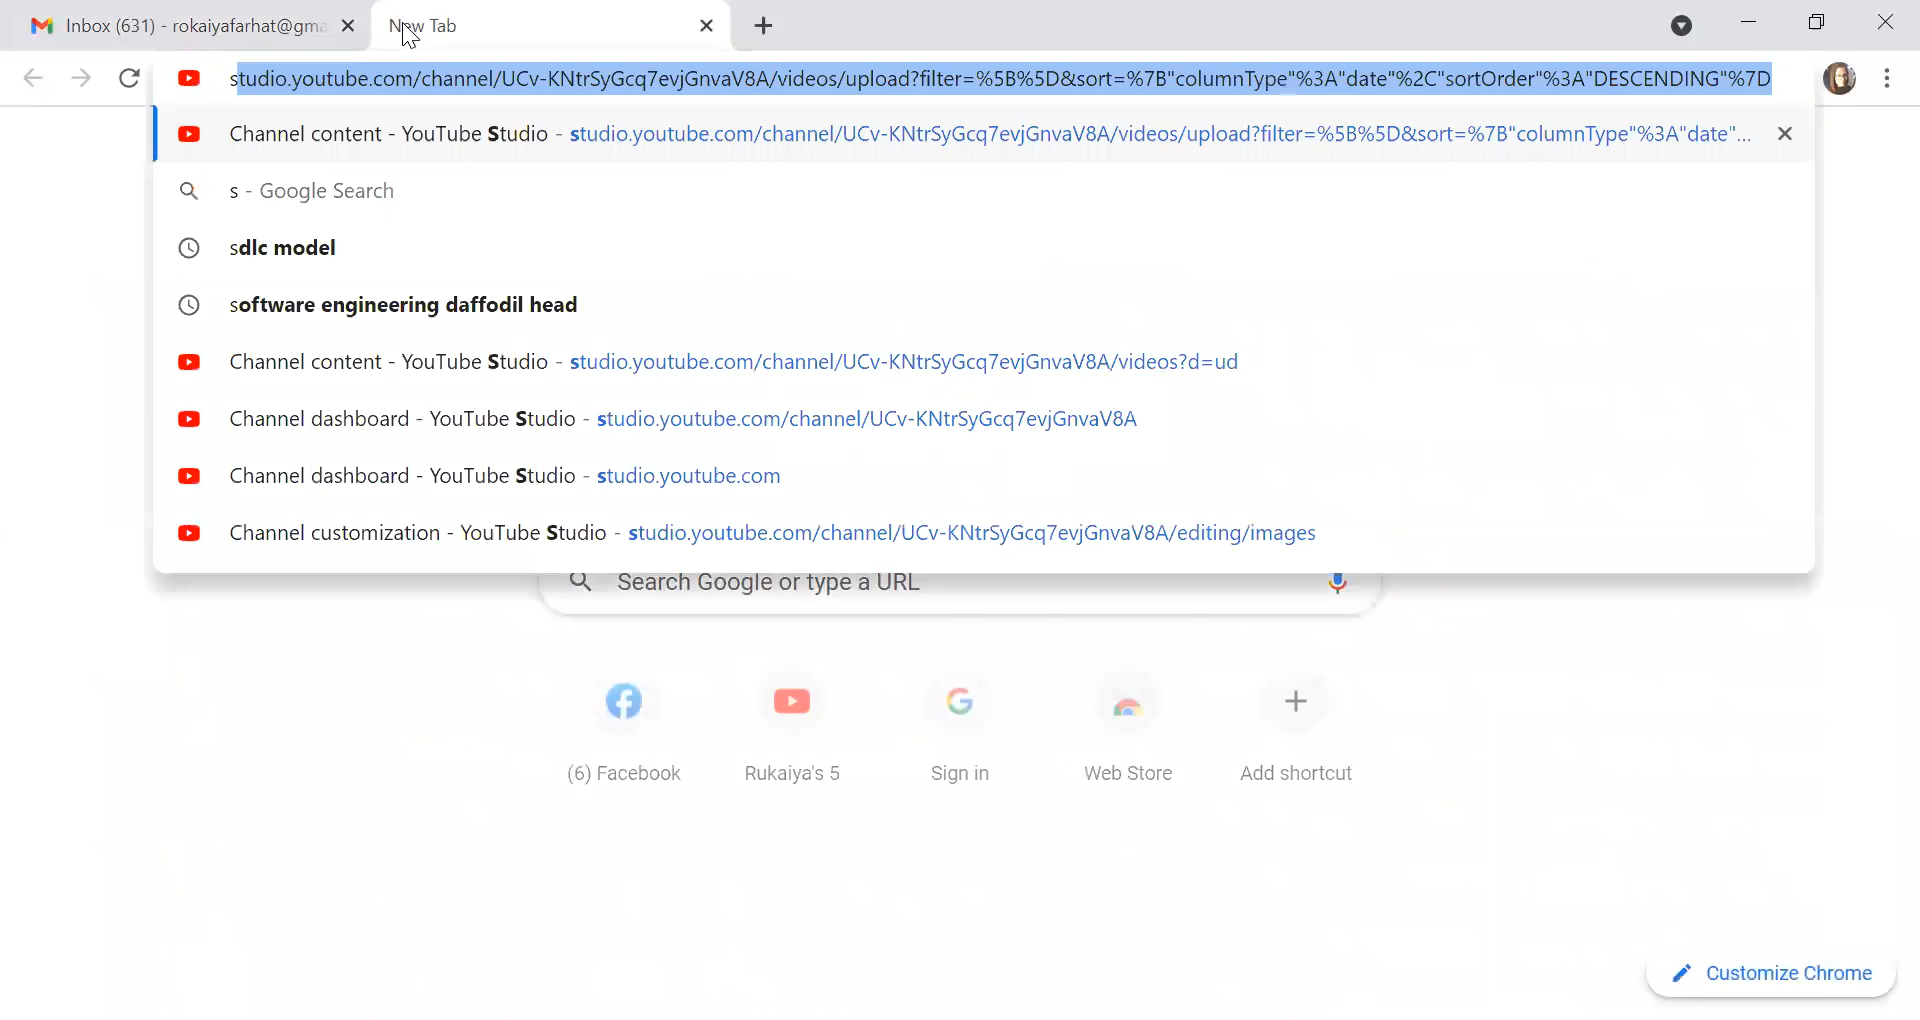 Inbox (631) - rokaiyafarhat@gma
New Tab
studio.youtube.com/channel/UCv-KNtrSyGcq7evjGnvaV8A/videos/upload?filter=%5B%5D&sort=%7B"columnType"%3A"date"%2C"sortOrder"%3A"DESCENDING"%7D
Channel content - YouTube Studio - studio.youtube.com/channel/UCv-KNtrSyGcq7evjGnvaV8A/videos/upload?filter=%5B%5D&sort=%7B"columnType"%3A"date"...
s - Google Search
sdlc model
software engineering daffodil head
Channel content - YouTube Studio - studio.youtube.com/channel/UCv-KNtrSyGcq7evjGnvaV8A/videos?d=ud
Channel dashboard - YouTube Studio - studio.youtube.com/channel/UCv-KNtrSyGcq7evjGnvaV8A
Channel dashboard - YouTube Studio - studio.youtube.com
Channel customization - YouTube Studio - studio.youtube.com/channel/UCv-KNtrSyGcq7evjGnvaV8A/editing/images
Search Google or type a URL
(6) Facebook
Rukaiya's 5
Sign in
Web Store
Add shortcut
Customize Chrome